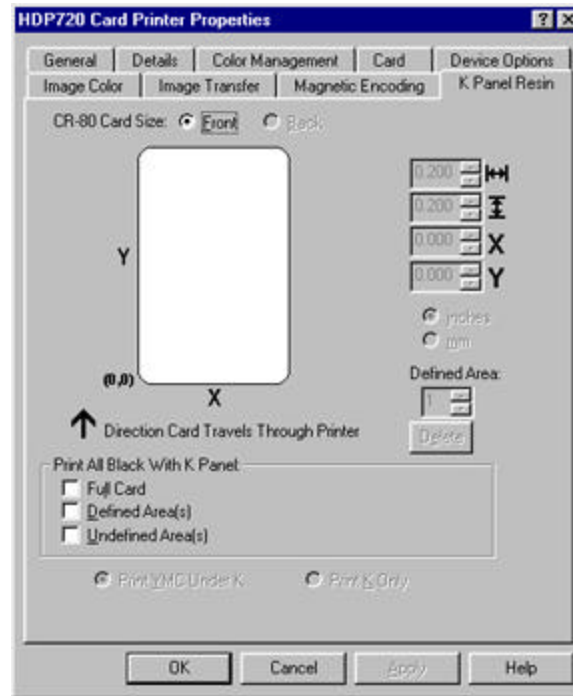 HDP720 Card Printer Properties
General Details Color Management Card Device Options
Image Color Image Transfer Magnetic Encoding K Panel Resin
CR-80 Card Size: Front Back
0.200
0.200
Y
0.000 X
0.000 Y
inches
mm
(0,0)
X
Defined Area:
1
Direction Card Travels Through Printer
Delete
Print All Black With K Panel:
Full Card
Defined Area(s)
Undefined Area(s)
Print YMC Under K Print K Only
OK Cancel Apply Help